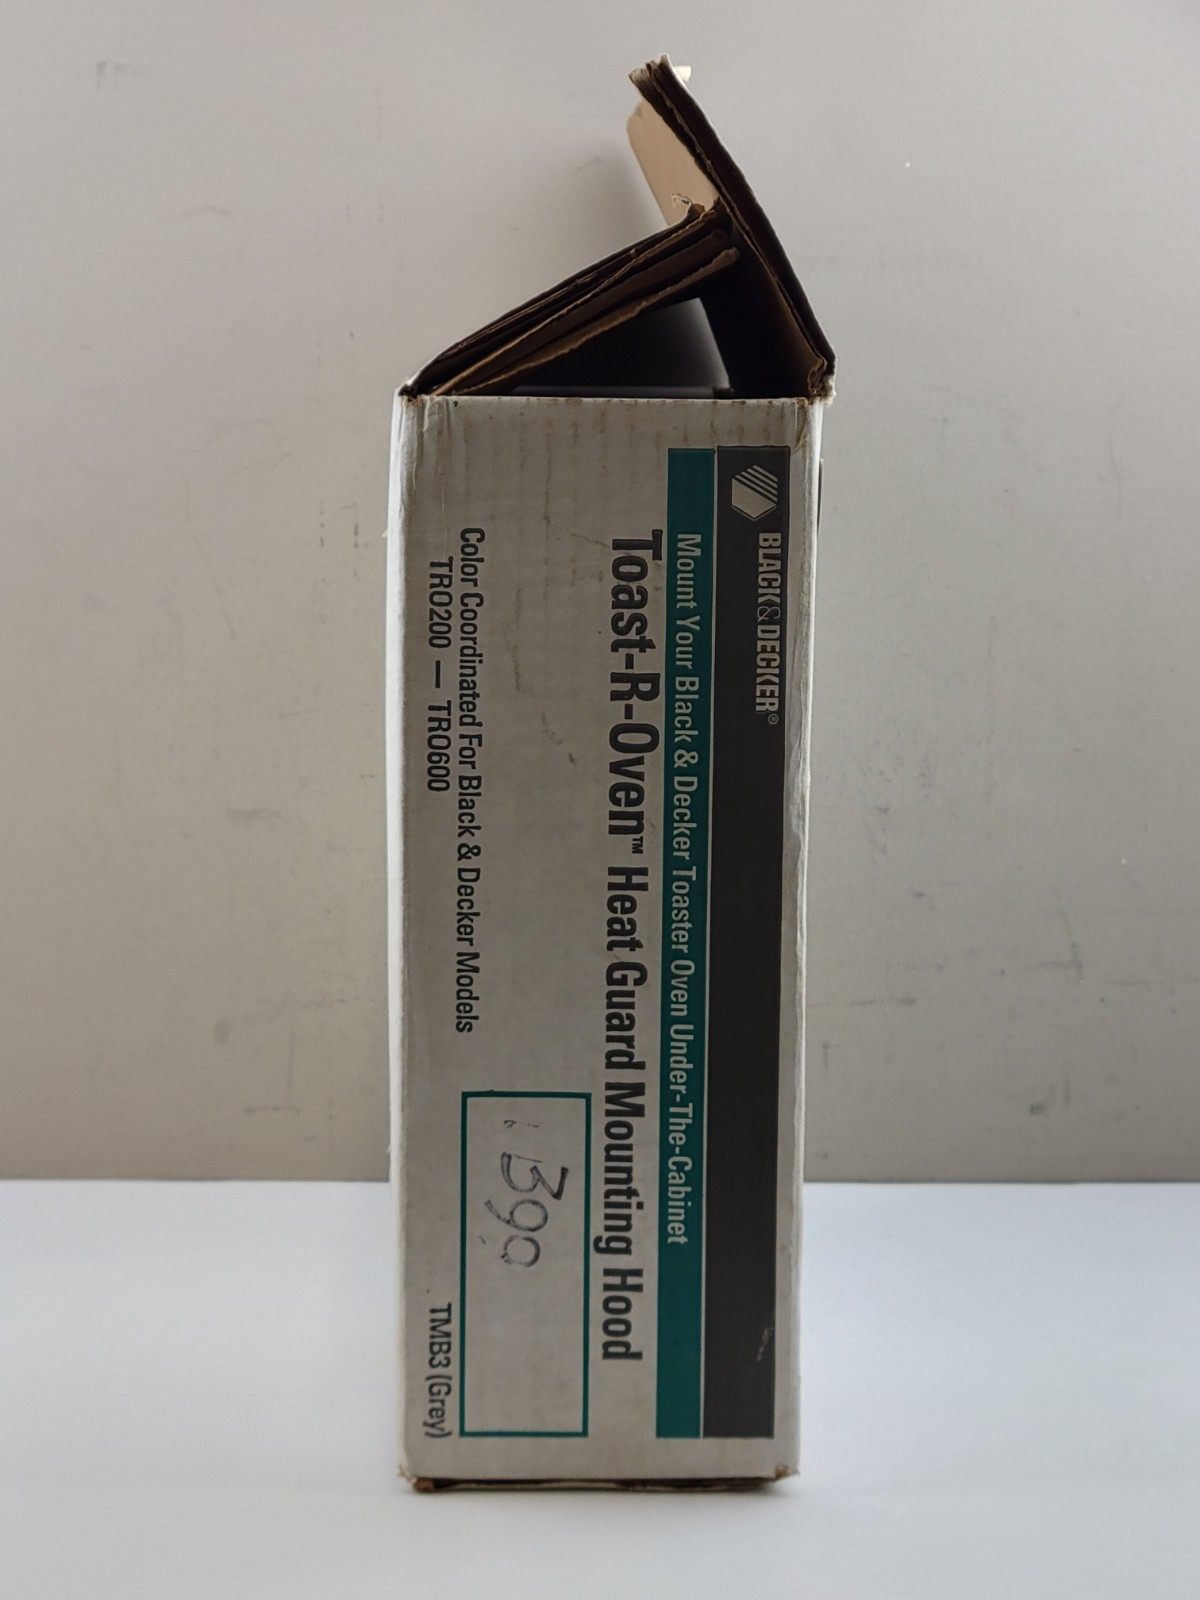 BLACK&DECKER®
Mount Your Black & Decker Toaster Oven Under-The-Cabinet
Toast-R-Oven™ Heat Guard Mounting Hood
Color Coordinated For Black & Decker Models
TRO200 — TRO600
TMB3 (Grey)